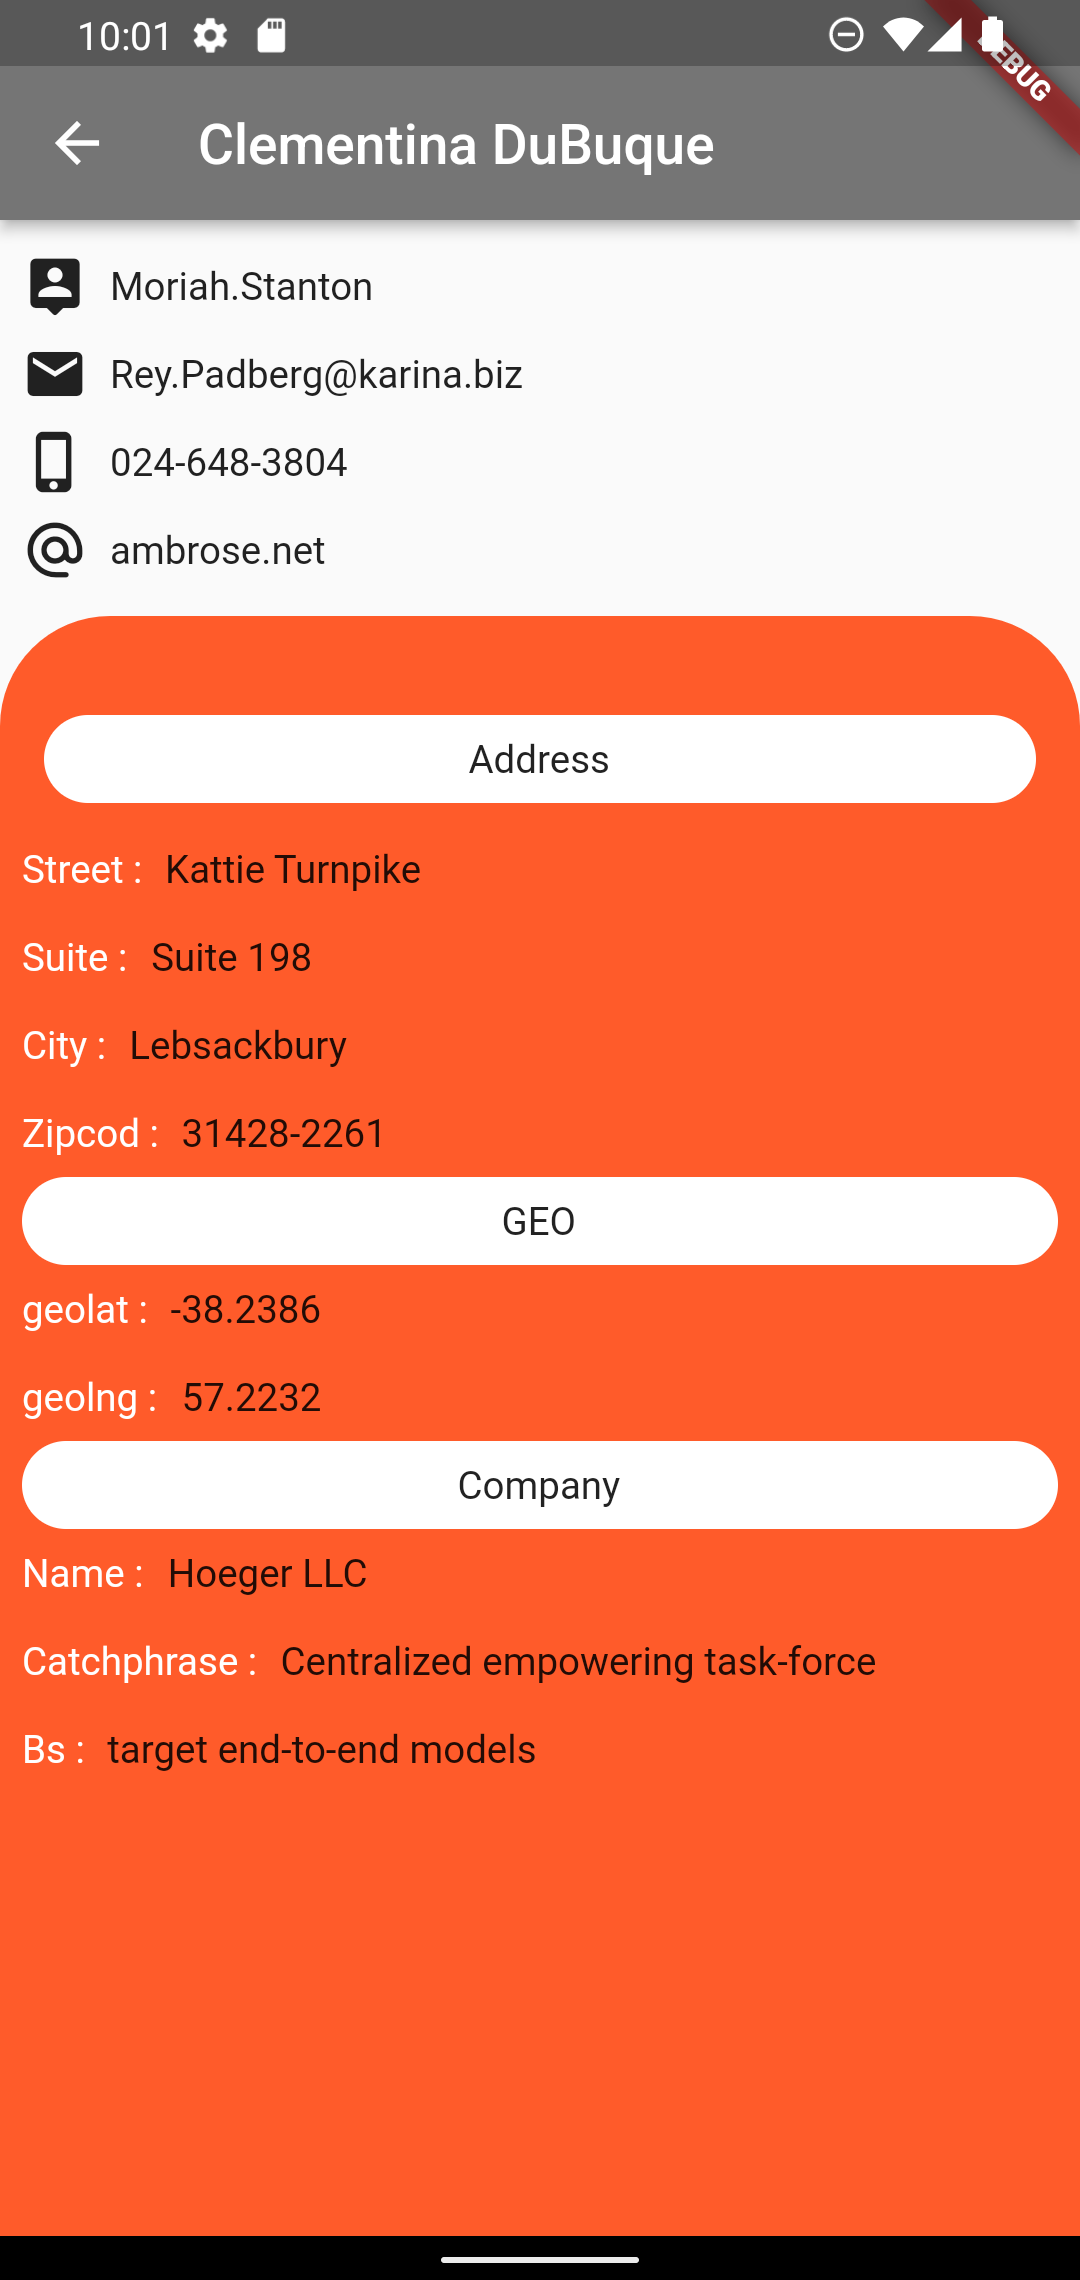 10:01
DEBUG
Clementina DuBuque
Moriah.Stanton
Rey.Padberg@karina.biz
024-648-3804
ambrose.net
Address
Street : Kattie Turnpike
Suite : Suite 198
City : Lebsackbury
Zipcod : 31428-2261
GEO
geolat : -38.2386
geolng : 57.2232
Company
Name : Hoeger LLC
Catchphrase : Centralized empowering task-force
Bs : target end-to-end models